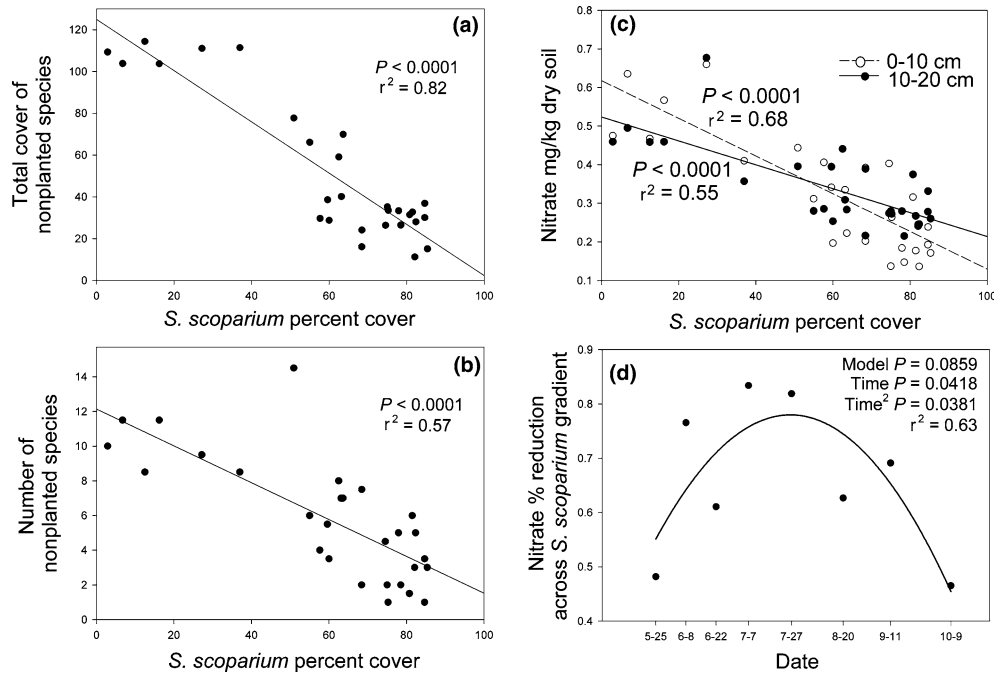 (a)
P < 0.0001
r² = 0.82
Total cover of
nonplanted species
120
100
80
60
40
20
0
0 20 40 60 80 100
S. scoparium percent cover
(b)
P < 0.0001
r² = 0.57
Number of
nonplanted species
14
12
10
8
6
4
2
0
0 20 40 60 80 100
S. scoparium percent cover
(c)
0-10 cm
10-20 cm
P < 0.0001
r² = 0.68
P < 0.0001
r² = 0.55
Nitrate mg/kg dry soil
0.8
0.7
0.6
0.5
0.4
0.3
0.2
0.1
0 20 40 60 80 100
S. scoparium percent cover
(d)
Model P = 0.0859
Time P = 0.0418
Time² P = 0.0381
r² = 0.63
Nitrate % reduction
across S. scoparium gradient
0.9
0.8
0.7
0.6
0.5
0.4
5-25 6-8 6-22 7-7 7-27 8-20 9-11 10-9
Date